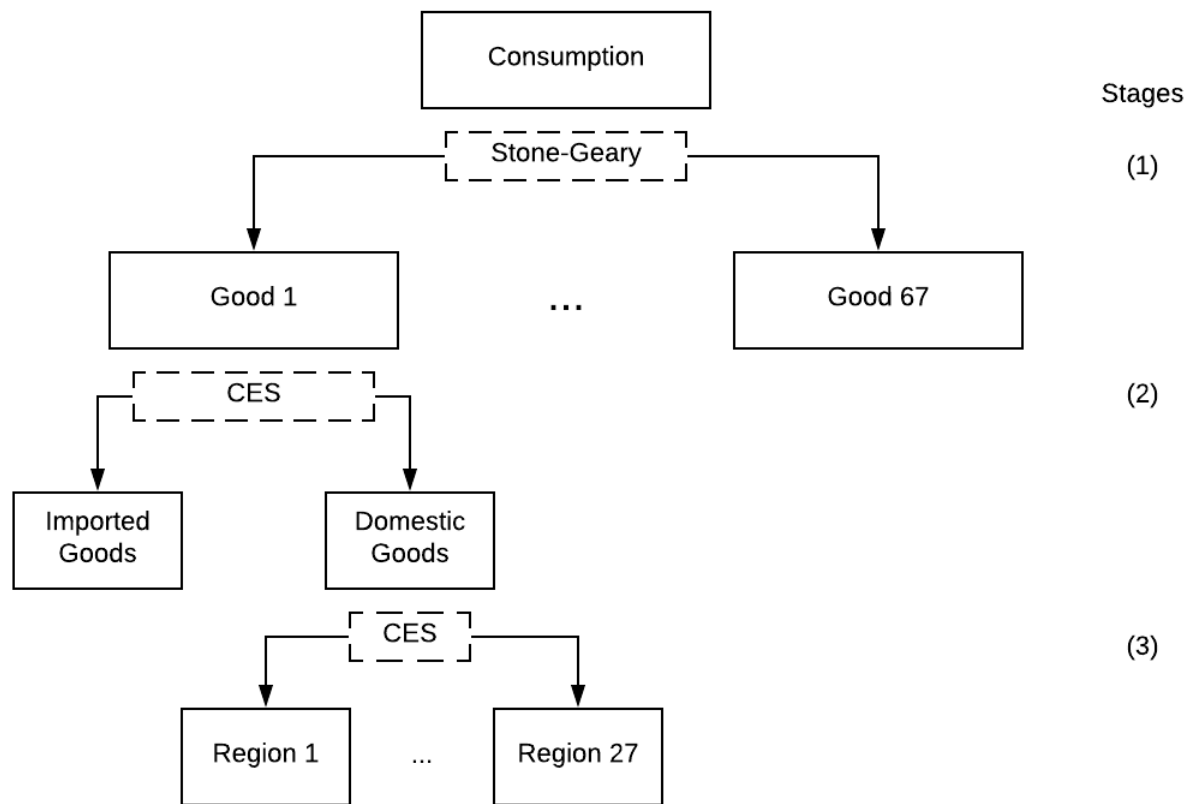 Consumption
Stages
Stone-Geary
(1)
Good 1
...
Good 67
CES
(2)
Imported
Goods
Domestic
Goods
CES
(3)
Region 1
...
Region 27